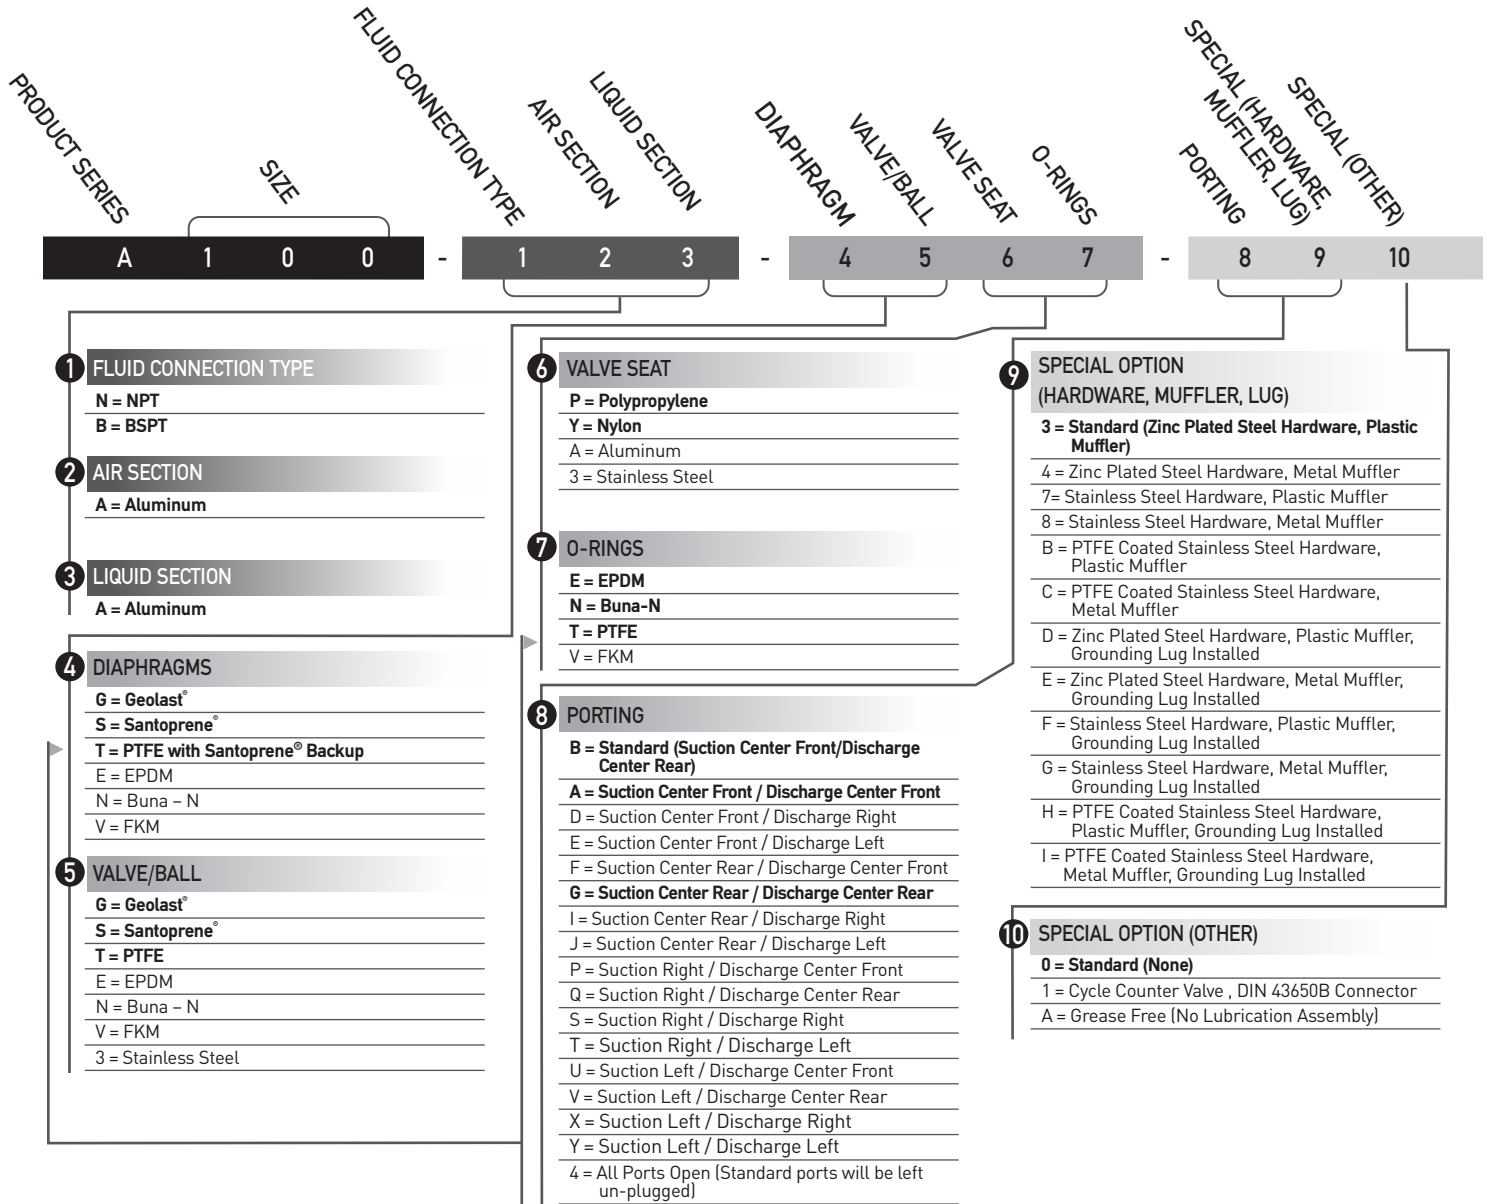 PRODUCT SERIES
SIZE
FLUID CONNECTION TYPE
AIR SECTION
LIQUID SECTION
DIAPHRAGM
VALVE/BALL
VALVE SEAT
O-RINGS
PORTING
SPECIAL (HARDWARE,
MUFFLER, LUG)
SPECIAL (OTHER)
A 1 0 0 - 1 2 3 - 4 5 6 7 - 8 9 10
1 FLUID CONNECTION TYPE
N = NPT
B = BSPT
2 AIR SECTION
A = Aluminum
3 LIQUID SECTION
A = Aluminum
4 DIAPHRAGMS
G = Geolast®
S = Santoprene®
T = PTFE with Santoprene® Backup
E = EPDM
N = Buna – N
V = FKM
5 VALVE/BALL
G = Geolast®
S = Santoprene®
T = PTFE
E = EPDM
N = Buna – N
V = FKM
3 = Stainless Steel
6 VALVE SEAT
P = Polypropylene
Y = Nylon
A = Aluminum
3 = Stainless Steel
7 O-RINGS
E = EPDM
N = Buna-N
T = PTFE
V = FKM
8 PORTING
B = Standard (Suction Center Front/Discharge
Center Rear)
A = Suction Center Front / Discharge Center Front
D = Suction Center Front / Discharge Right
E = Suction Center Front / Discharge Left
F = Suction Center Rear / Discharge Center Front
G = Suction Center Rear / Discharge Center Rear
I = Suction Center Rear / Discharge Right
J = Suction Center Rear / Discharge Left
P = Suction Right / Discharge Center Front
Q = Suction Right / Discharge Center Rear
S = Suction Right / Discharge Right
T = Suction Right / Discharge Left
U = Suction Left / Discharge Center Front
V = Suction Left / Discharge Center Rear
X = Suction Left / Discharge Right
Y = Suction Left / Discharge Left
4 = All Ports Open (Standard ports will be left
un-plugged)
9 SPECIAL OPTION
(HARDWARE, MUFFLER, LUG)
3 = Standard (Zinc Plated Steel Hardware, Plastic
Muffler)
4 = Zinc Plated Steel Hardware, Metal Muffler
7= Stainless Steel Hardware, Plastic Muffler
8 = Stainless Steel Hardware, Metal Muffler
B = PTFE Coated Stainless Steel Hardware,
Plastic Muffler
C = PTFE Coated Stainless Steel Hardware,
Metal Muffler
D = Zinc Plated Steel Hardware, Plastic Muffler,
Grounding Lug Installed
E = Zinc Plated Steel Hardware, Metal Muffler,
Grounding Lug Installed
F = Stainless Steel Hardware, Plastic Muffler,
Grounding Lug Installed
G = Stainless Steel Hardware, Metal Muffler,
Grounding Lug Installed
H = PTFE Coated Stainless Steel Hardware,
Plastic Muffler, Grounding Lug Installed
I = PTFE Coated Stainless Steel Hardware,
Metal Muffler, Grounding Lug Installed
10 SPECIAL OPTION (OTHER)
0 = Standard (None)
1 = Cycle Counter Valve , DIN 43650B Connector
A = Grease Free (No Lubrication Assembly)